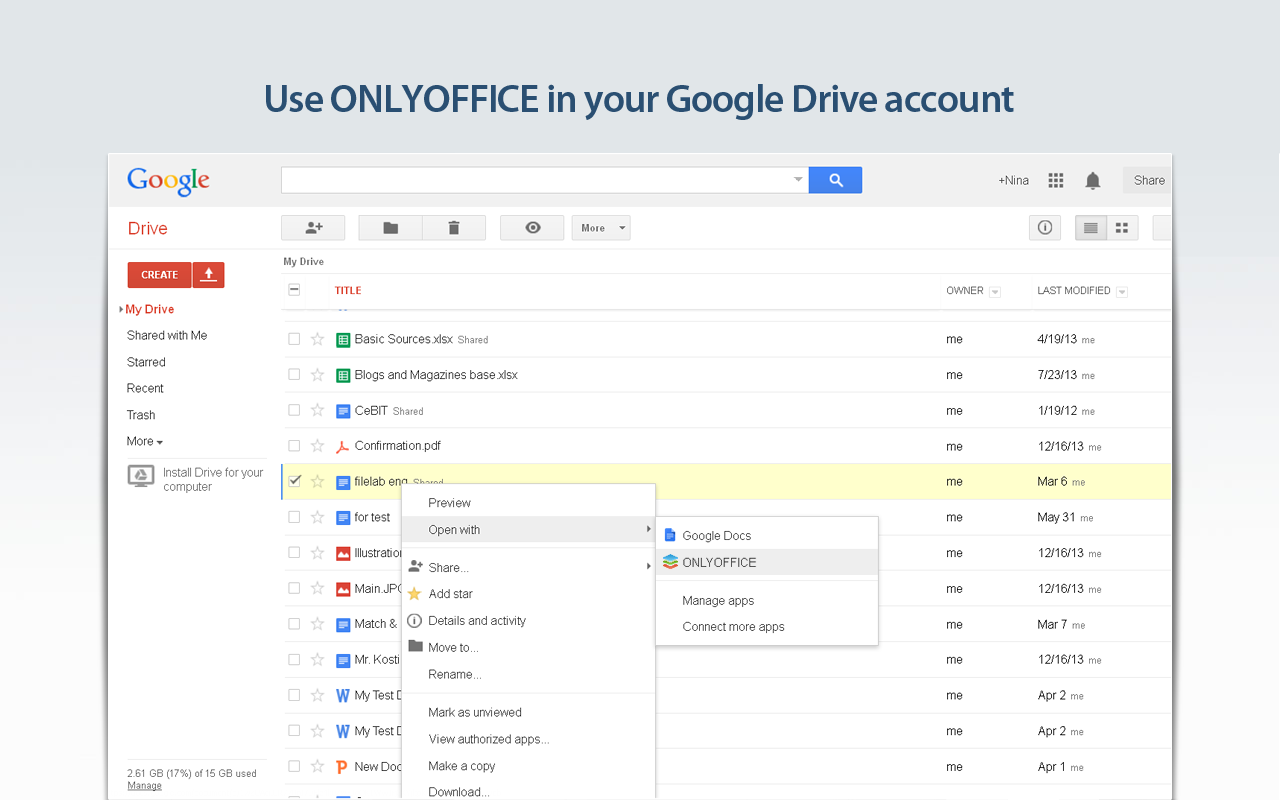 Use ONLYOFFICE in your Google Drive account
Google
+Nina
Share
Drive
More
My Drive
CREATE
TITLE
OWNER
LAST MODIFIED
My Drive
Shared with Me
Starred
Recent
Trash
More
Install Drive for your
computer
Basic Sources.xlsx Shared me 4/19/13 me
Blogs and Magazines base.xlsx me 7/23/13 me
CeBIT Shared me 1/19/12 me
Confirmation.pdf me 12/16/13 me
filelab eng Shared me Mar 6 me
for test me May 31 me
Illustration me 12/16/13 me
Main.JPG me 12/16/13 me
Match & me Mar 7 me
Mr. Kosti me 12/16/13 me
My Test D me Apr 2 me
My Test D me Apr 2 me
New Doc me Apr 1 me
Preview
Open with
Share...
Add star
Details and activity
Move to...
Rename...
Mark as unviewed
View authorized apps...
Make a copy
Download...
Google Docs
ONLYOFFICE
Manage apps
Connect more apps
2.61 GB (17%) of 15 GB used
Manage